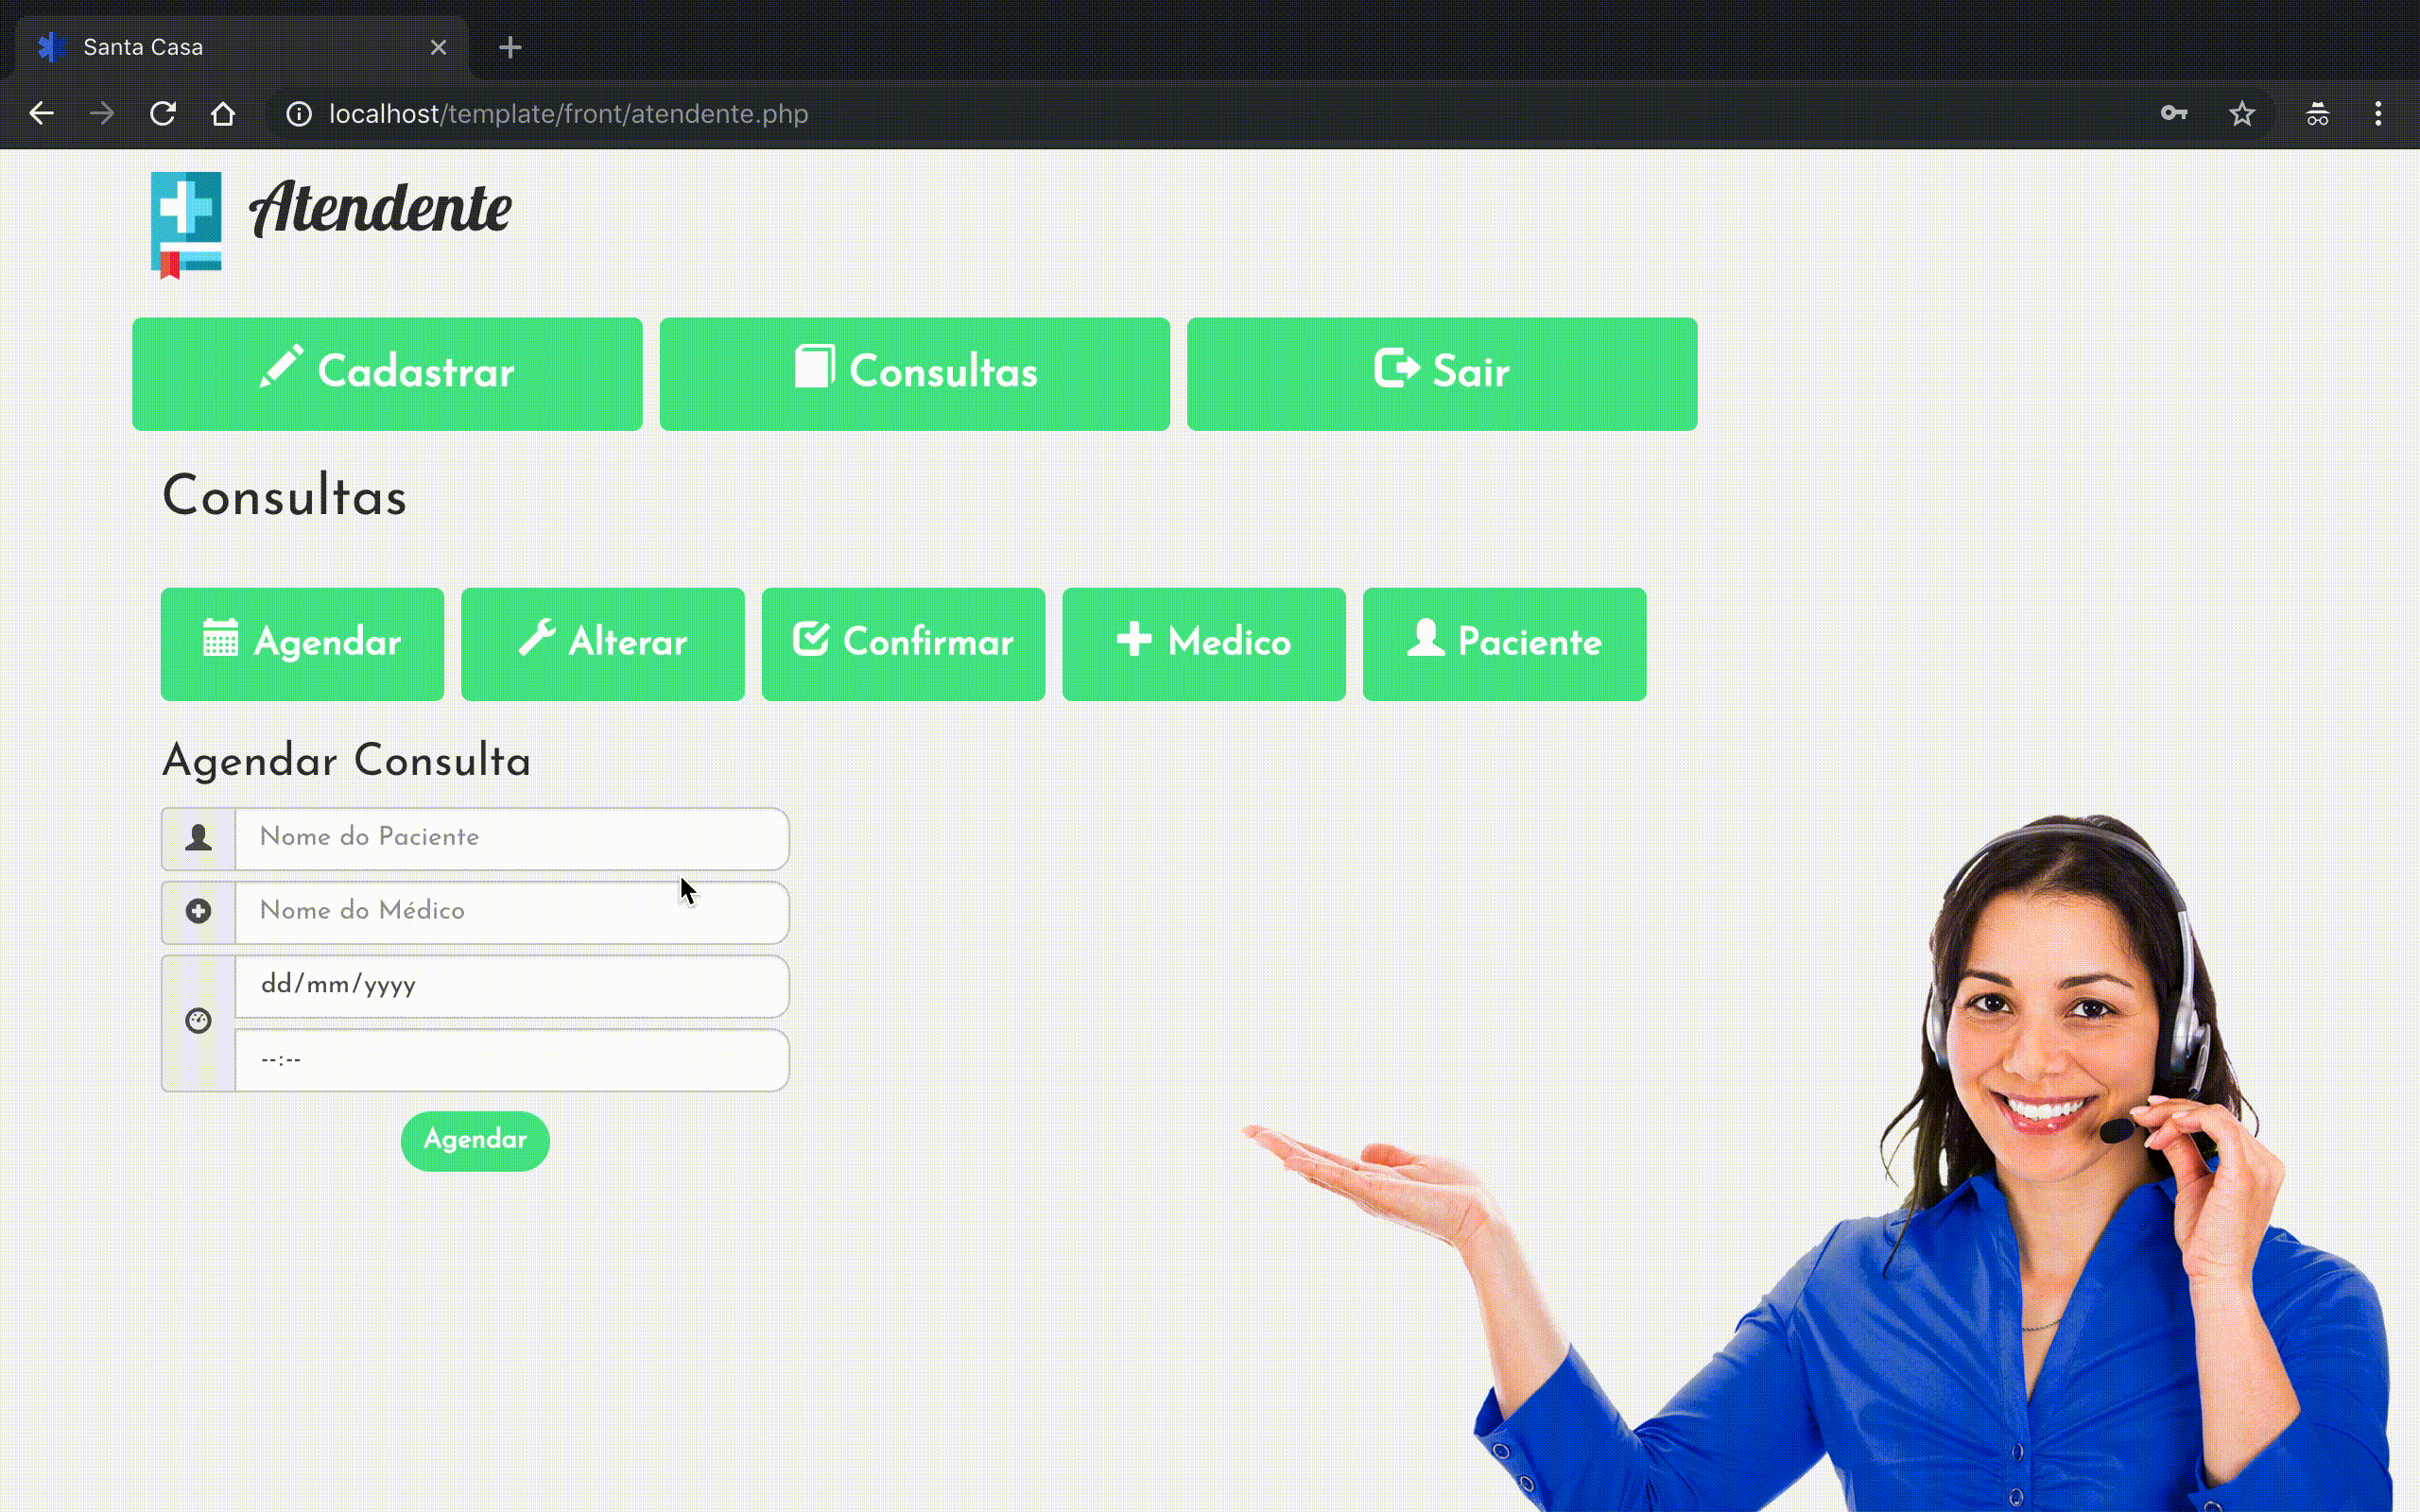 Santa Casa
localhost/template/front/atendente.php
Atendente
Cadastrar
Consultas
Sair
Consultas
Agendar
Alterar
Confirmar
Medico
Paciente
Agendar Consulta
Nome do Paciente
Nome do Médico
dd/mm/yyyy
--:--
Agendar